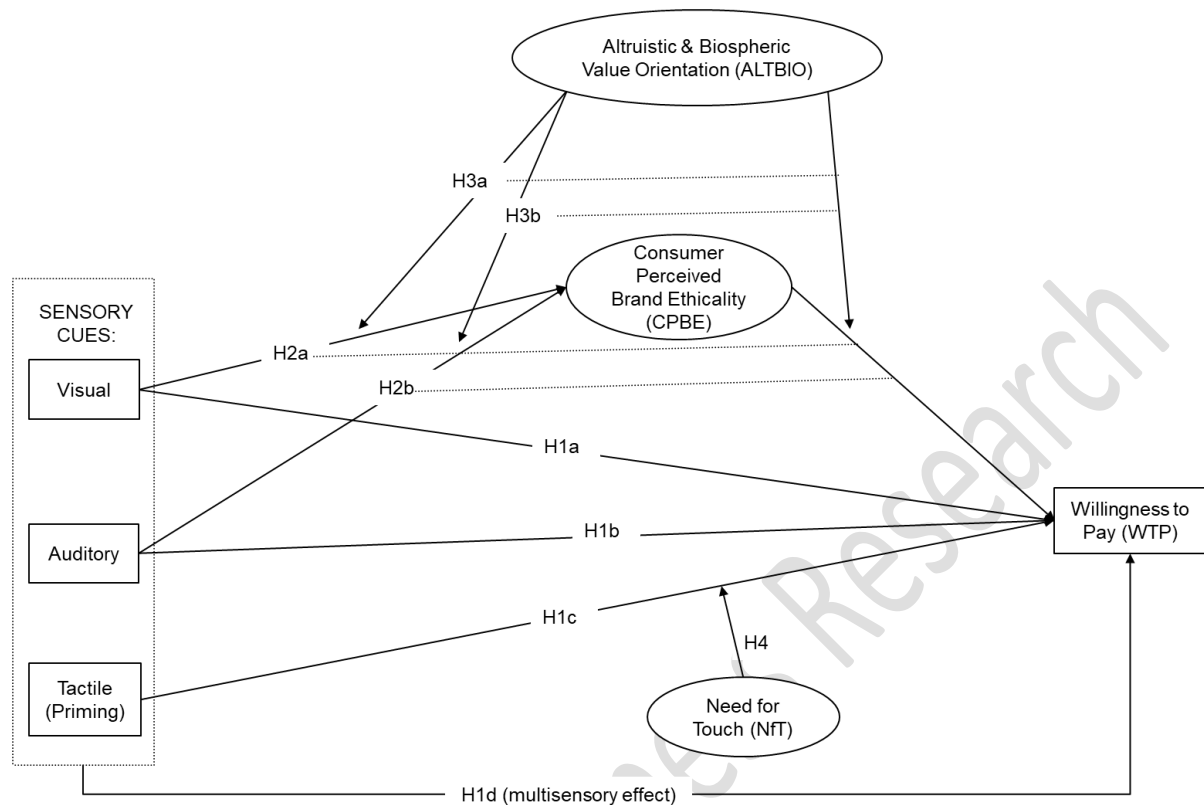 Altruistic & Biospheric
Value Orientation (ALTBIO)
H3a
H3b
Consumer
Perceived
Brand Ethicality
(CPBE)
SENSORY
CUES:
H2a
Visual
H2b
H1a
Willingness to
Pay (WTP)
Auditory
H1b
H1c
H4
Tactile
(Priming)
Need for
Touch (NfT)
H1d (multisensory effect)
Research